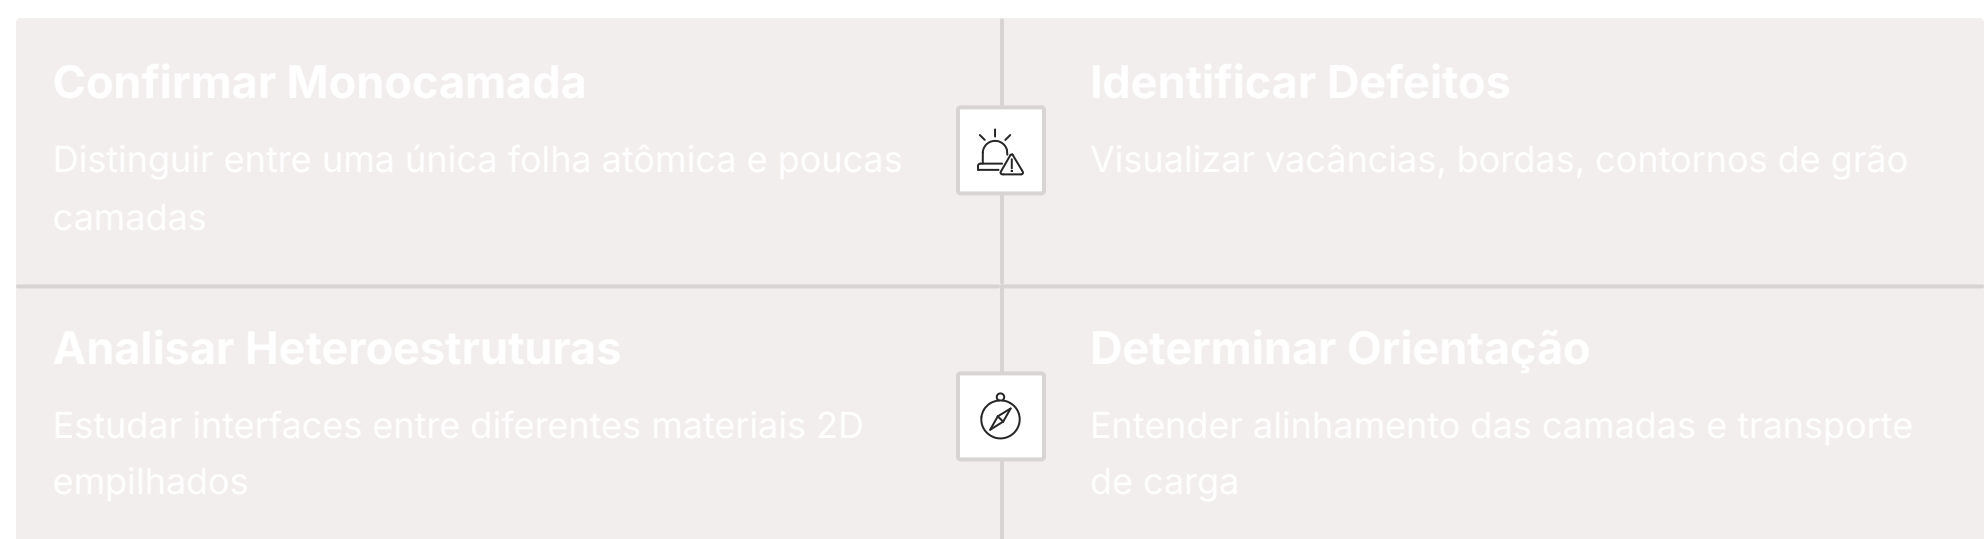 Confirmar Monocamada
Distinguir entre uma única folha atômica e poucas
camadas
Identificar Defeitos
Visualizar vacâncias, bordas, contornos de grão
Analisar Heteroestruturas
Estudar interfaces entre diferentes materiais 2D
empilhados
Determinar Orientação
Entender alinhamento das camadas e transporte
de carga